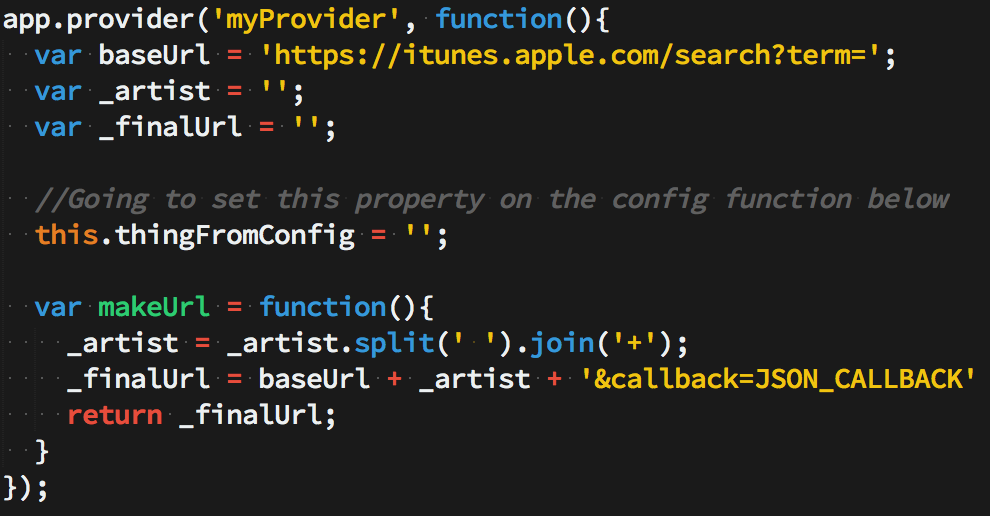 app.provider('myProvider', function(){
  var baseUrl = 'https://itunes.apple.com/search?term=';
  var _artist = '';
  var _finalUrl = '';

  //Going to set this property on the config function below
  this.thingFromConfig = '';

  var makeUrl = function(){
    _artist = _artist.split(' ').join('+');
    _finalUrl = baseUrl + _artist + '&callback=JSON_CALLBACK'
    return _finalUrl;
  }
});